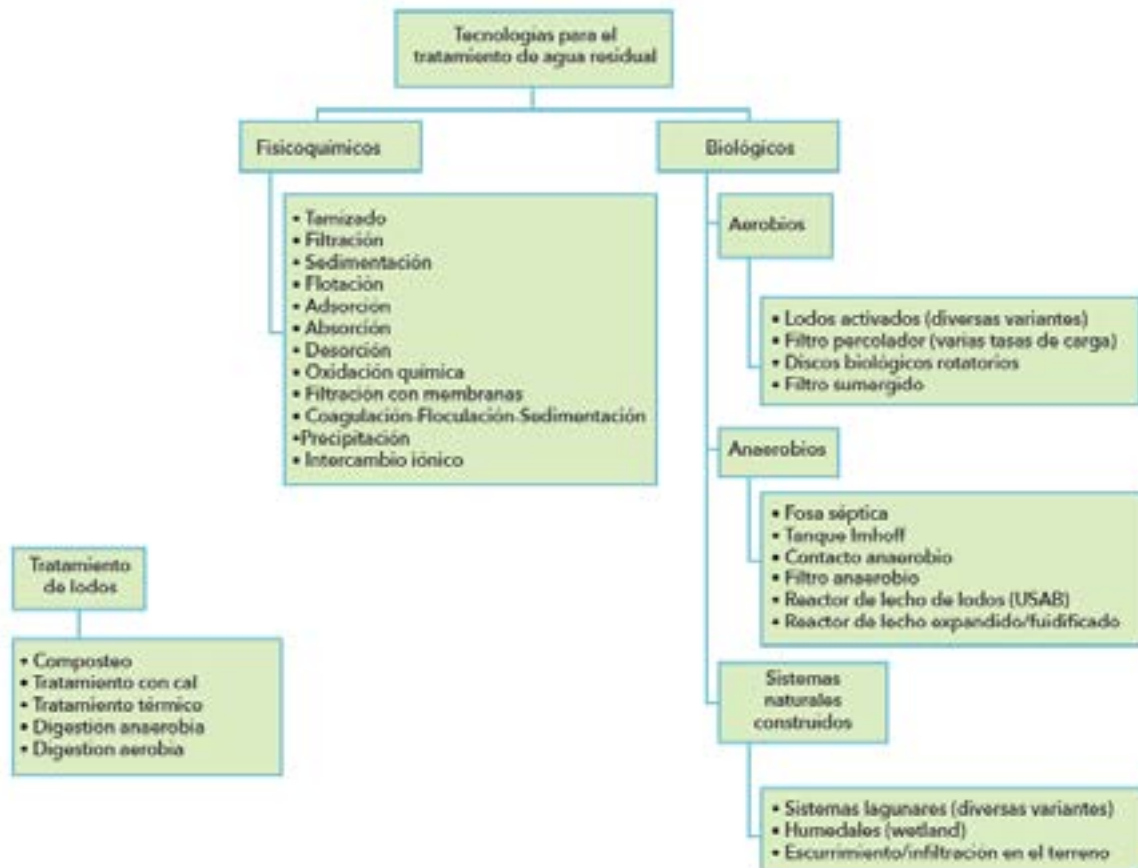 Tecnologías para el
tratamiento de agua residual
Fisicoquímicos
• Tamizado
• Filtración
• Sedimentación
• Flotación
• Adsorción
• Absorción
• Desorción
• Oxidación química
• Filtración con membranas
• Coagulación-Floculación-Sedimentación
•Precipitación
• Intercambio iónico
Biológicos
Aerobios
• Lodos activados (diversas variantes)
• Filtro percolador (varias tasas de carga)
• Discos biológicos rotatorios
• Filtro sumergido
Anaerobios
• Fosa séptica
• Tanque Imhoff
• Contacto anaerobio
• Filtro anaerobio
• Reactor de lecho de lodos (USAB)
• Reactor de lecho expandido/fuidificado
Sistemas
naturales
construidos
• Sistemas lagunares (diversas variantes)
• Humedales (wetland)
• Escurrimiento/infiltración en el terreno
Tratamiento
de lodos
• Composteo
• Tratamiento con cal
• Tratamiento térmico
• Digestión anaerobia
• Digestion aerobia